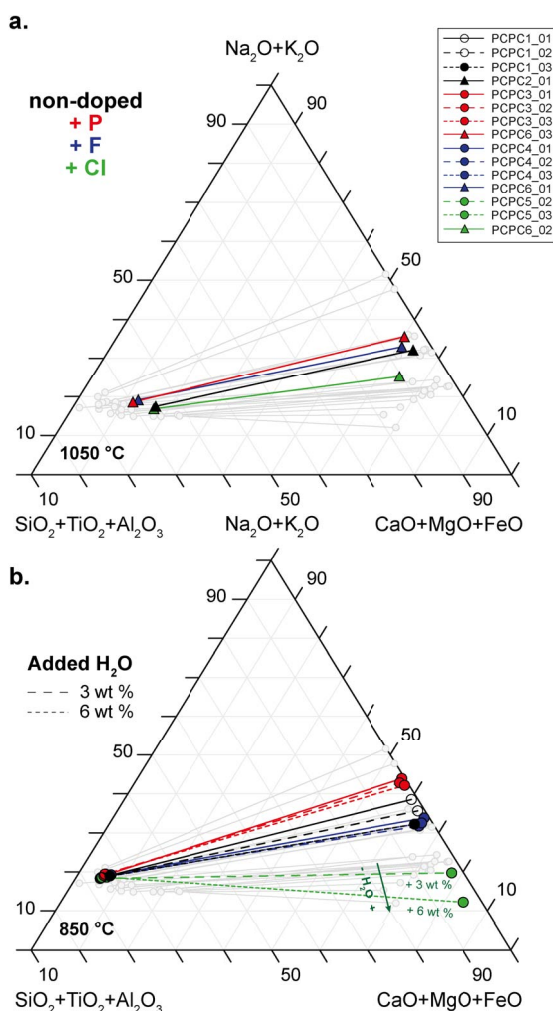 a.
Na₂O+K₂O
non-doped
+ P
+ F
+ Cl
90
90
50
50
10
10
1050 °C
10
50
90
SiO₂+TiO₂+Al₂O₃
CaO+MgO+FeO
PCPC1_01
PCPC1_02
PCPC1_03
PCPC2_01
PCPC3_01
PCPC3_02
PCPC3_03
PCPC6_03
PCPC4_01
PCPC4_02
PCPC4_03
PCPC6_01
PCPC5_02
PCPC5_03
PCPC6_02
b.
Na₂O+K₂O
Added H₂O
3 wt %
6 wt %
90
90
50
50
10
10
- H₂O +
+ 3 wt %
+ 6 wt %
850 °C
10
50
90
SiO₂+TiO₂+Al₂O₃
CaO+MgO+FeO